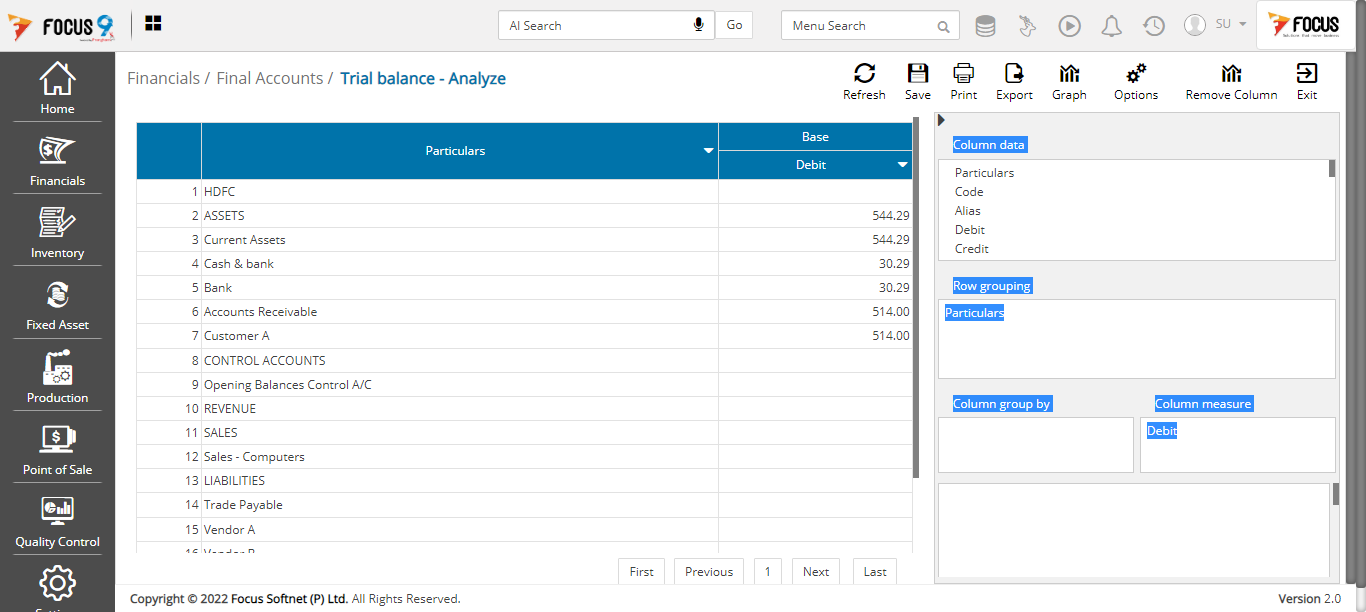 FOCUS 9
AI Search
Go
Menu Search
SU
FOCUS
Home
Financials
Inventory
Fixed Asset
Production
Point of Sale
Quality Control
Financials / Final Accounts / Trial balance - Analyze
Refresh
Save
Print
Export
Graph
Options
Remove Column
Exit
Particulars
Base
Debit
1 HDFC
2 ASSETS 544.29
3 Current Assets 544.29
4 Cash & bank 30.29
5 Bank 30.29
6 Accounts Receivable 514.00
7 Customer A 514.00
8 CONTROL ACCOUNTS
9 Opening Balances Control A/C
10 REVENUE
11 SALES
12 Sales - Computers
13 LIABILITIES
14 Trade Payable
15 Vendor A
16 Vendor B
First
Previous
1
Next
Last
Column data
Particulars
Code
Alias
Debit
Credit
Row grouping
Particulars
Column group by
Column measure
Debit
Copyright © 2022 Focus Softnet (P) Ltd. All Rights Reserved.
Version 2.0